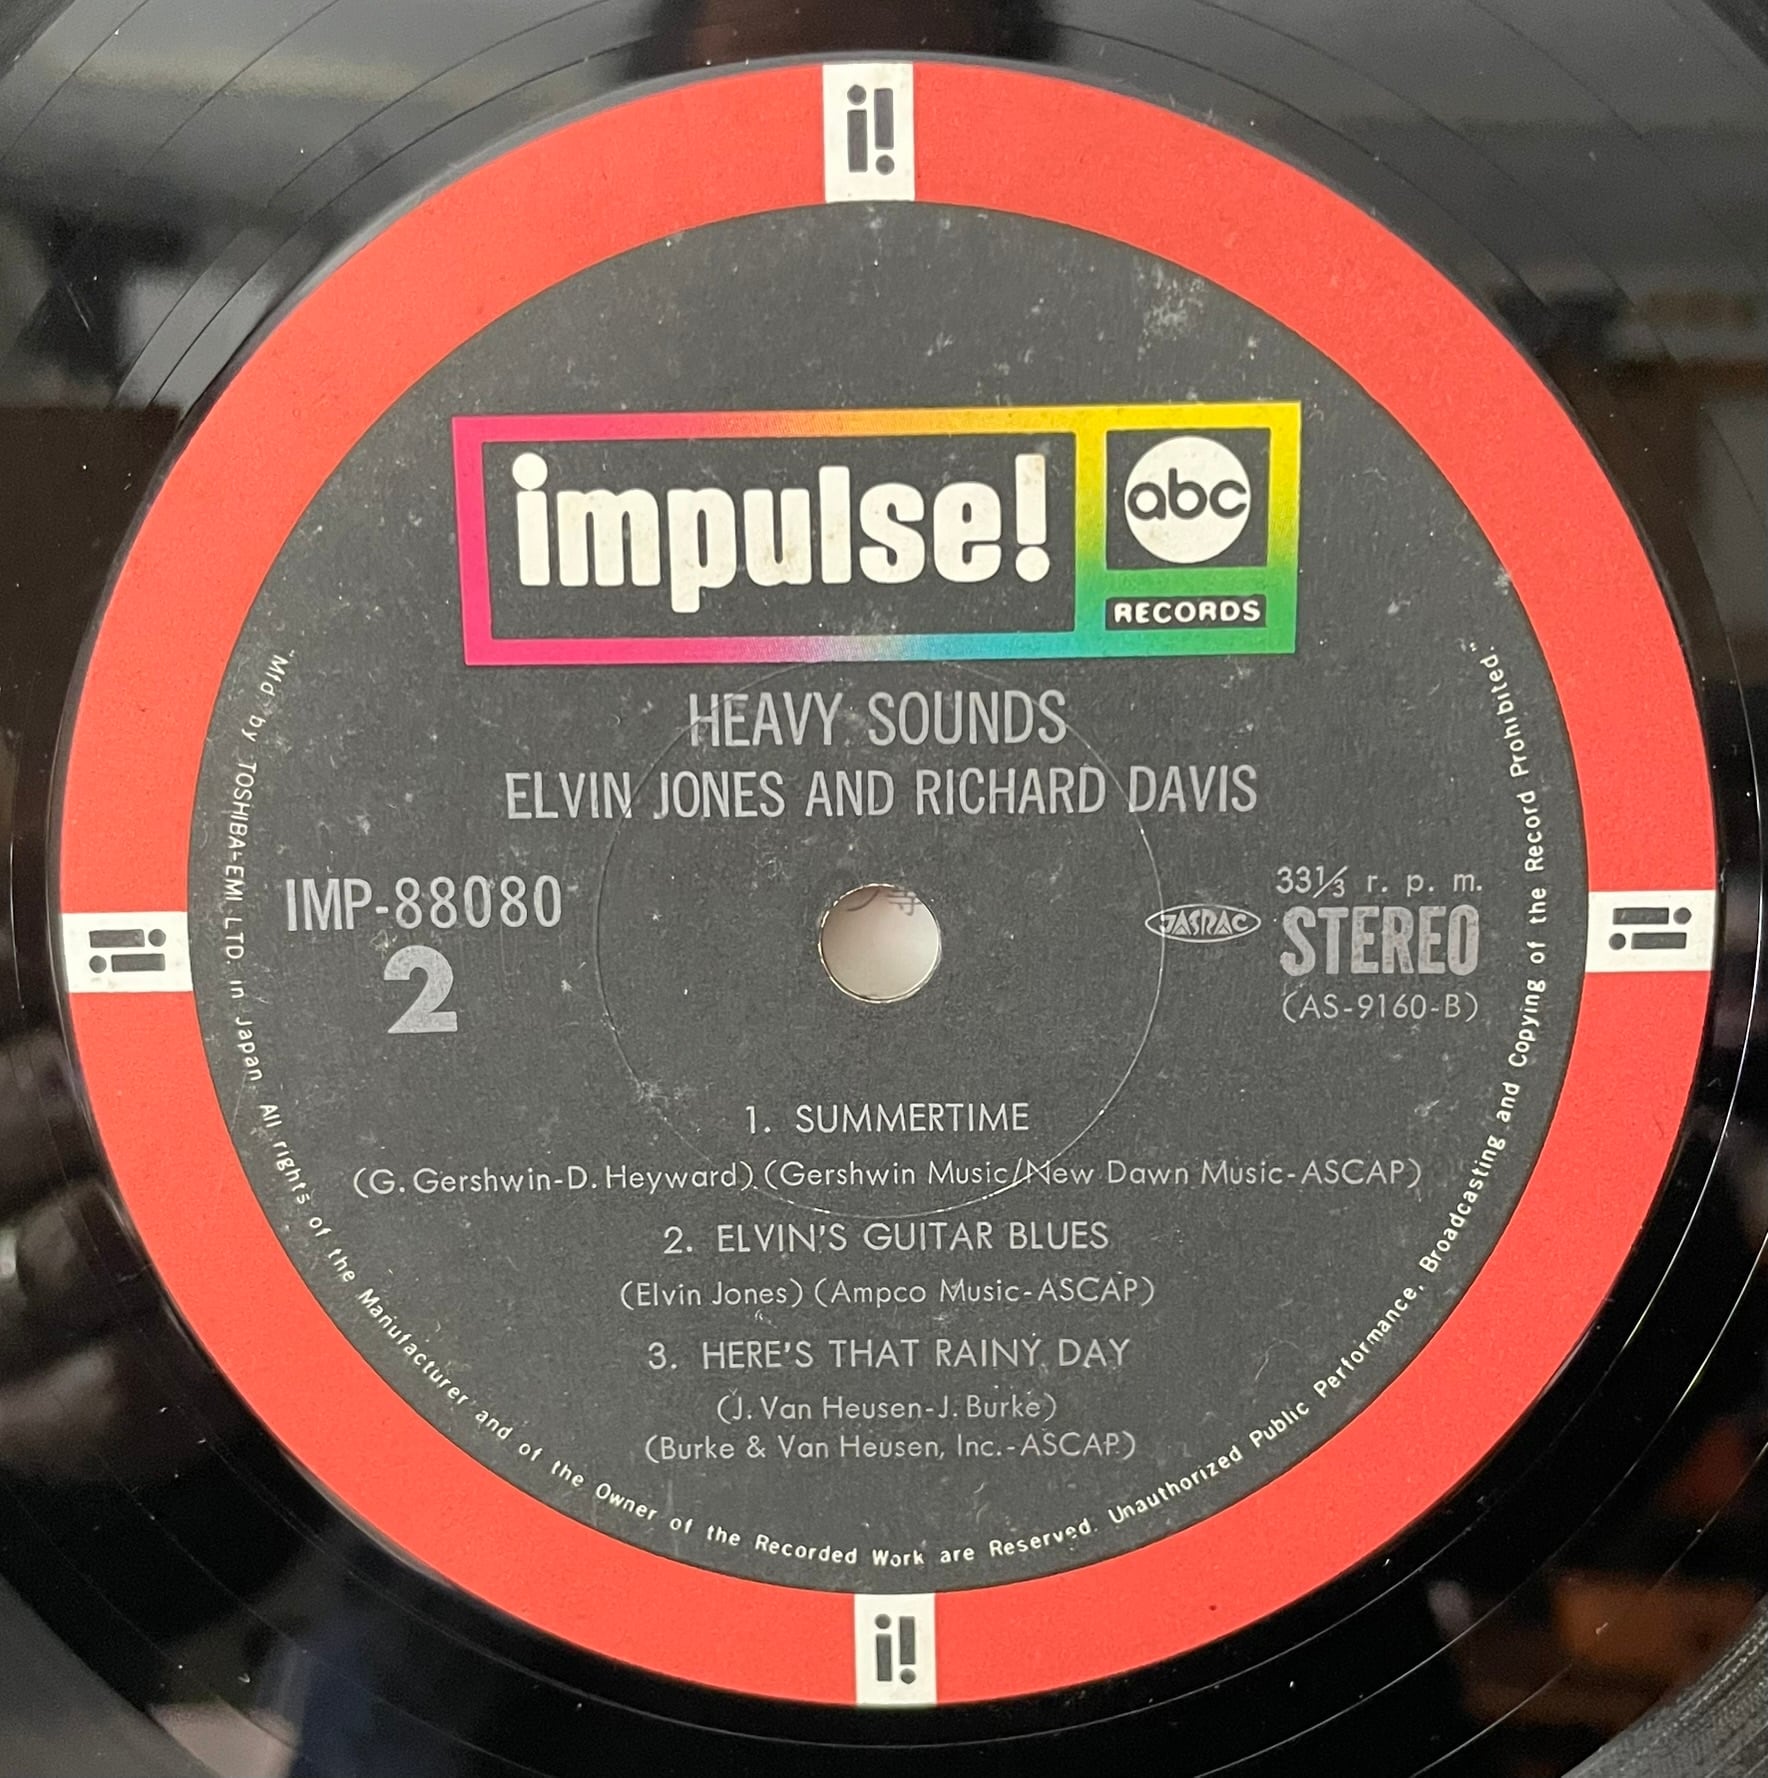 i!
impulse!
abc
RECORDS
HEAVY SOUNDS
ELVIN JONES AND RICHARD DAVIS
IMP-88080
2
JASRAC
33⅓ r. p. m.
STEREO
(AS-9160-B)
i!
i!
1. SUMMERTIME
(G. Gershwin-D. Heyward) (Gershwin Music/New Dawn Music-ASCAP)
2. ELVIN'S GUITAR BLUES
(Elvin Jones) (Ampco Music-ASCAP)
3. HERE'S THAT RAINY DAY
(J. Van Heusen-J. Burke)
(Burke & Van Heusen, Inc.-ASCAP)
"Mfd by TOSHIBA-EMI LTD. in Japan. All rights of the Manufacturer and of the Owner of the Recorded Work are Reserved. Unauthorized Public Performance, Broadcasting and Copying of the Record Prohibited."
i!